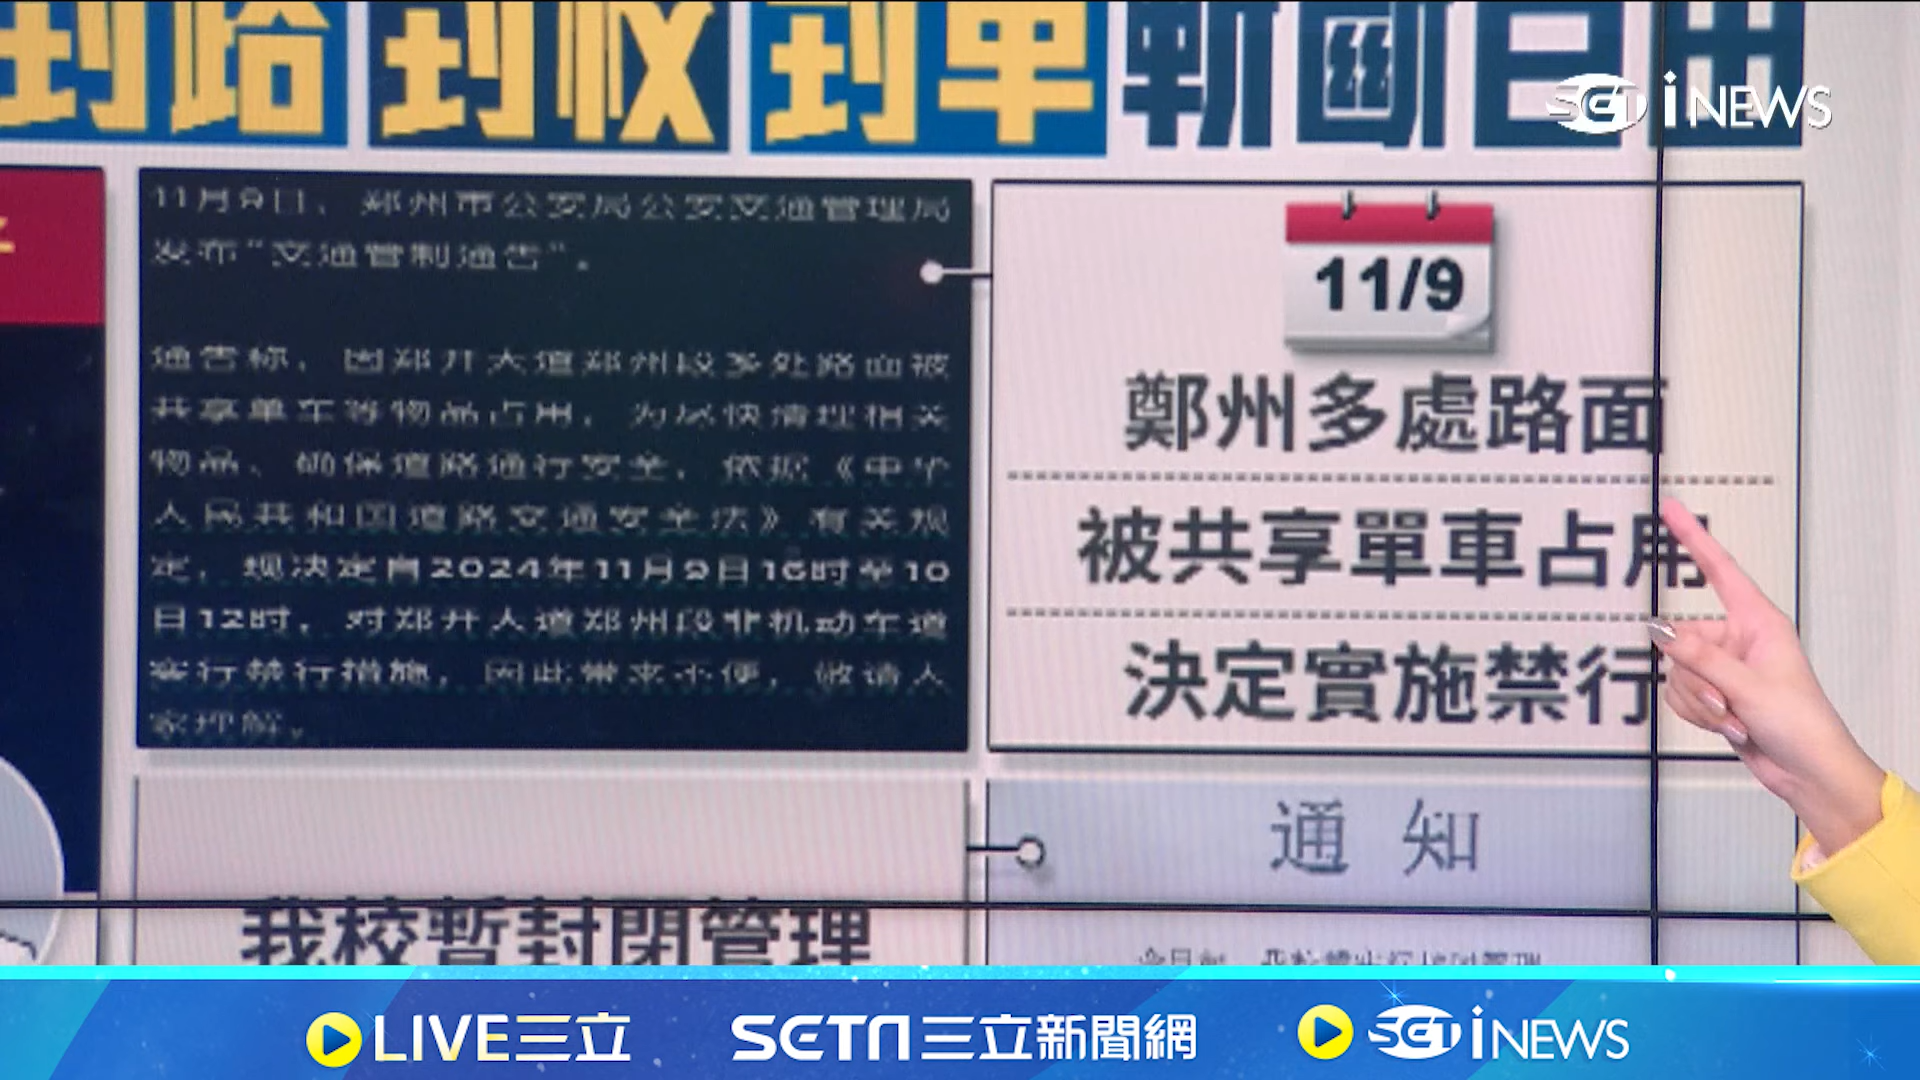 封路 封校 封車 斬斷自由
SET iNEWS
11月9日，郑州市公安局公安交通管理局
发布“交通管制通告”。
通告称，因郑开大道郑州段多处路面被
共享单车等物品占用，为尽快清理相关
物品、确保道路通行安全，依据《中华
人民共和国道路交通安全法》有关规
定，现决定自2024年11月9日16时至10
日12时，对郑开大道郑州段非机动车道
实行禁行措施，因此带来不便，敬请大
家理解。
11/9
鄭州多處路面
被共享單車占用
決定實施禁行
通 知
我校暫封閉管理
LIVE三立
SETN三立新聞網
SET iNEWS